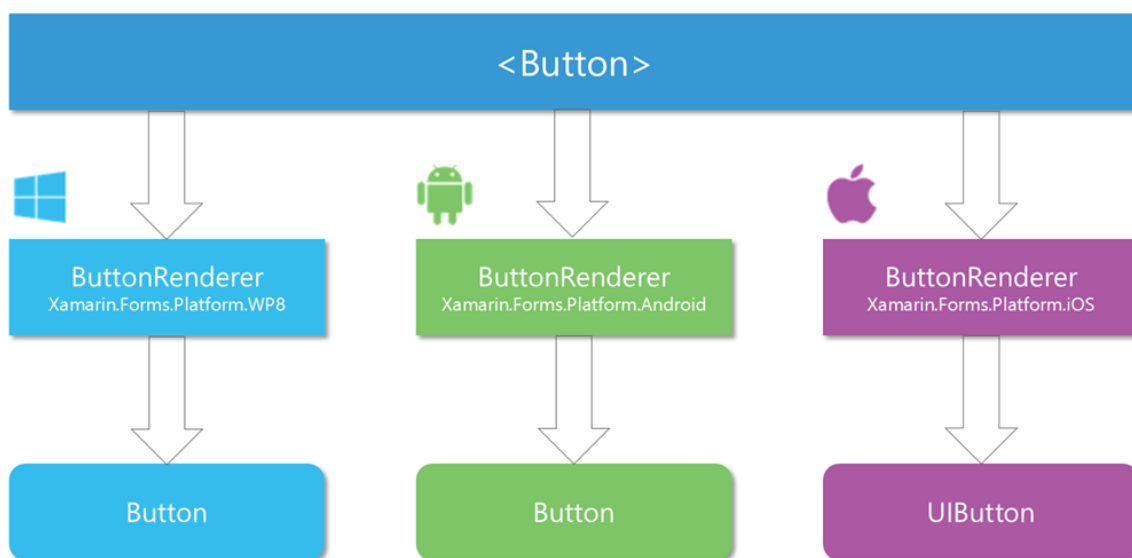 <Button>
ButtonRenderer
Xamarin.Forms.Platform.WP8
ButtonRenderer
Xamarin.Forms.Platform.Android
ButtonRenderer
Xamarin.Forms.Platform.iOS
Button
Button
UIButton